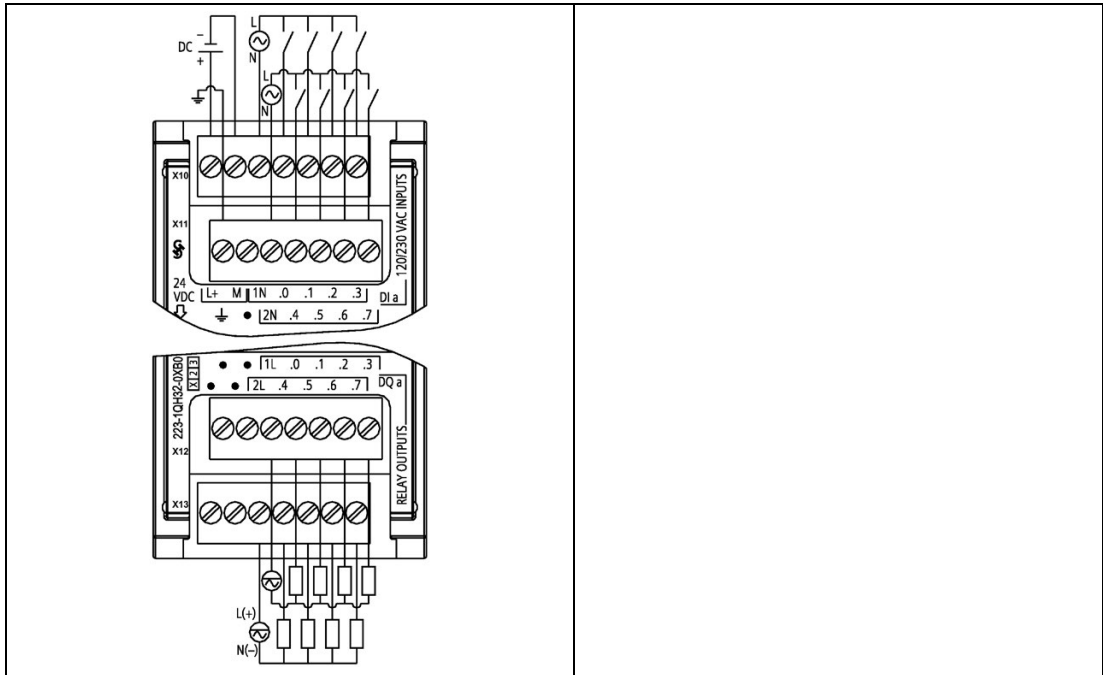 L
−
DC
+
N
L
N
X10
X11
24
VDC
L+ M 1N .0 .1 .2 .3
DI a
2N .4 .5 .6 .7
120/230 VAC INPUTS
223-1QH32-0XB0
X 2 3
1L .0 .1 .2 .3
2L .4 .5 .6 .7
DQ a
X12
RELAY OUTPUTS
X13
L(+)
N(−)